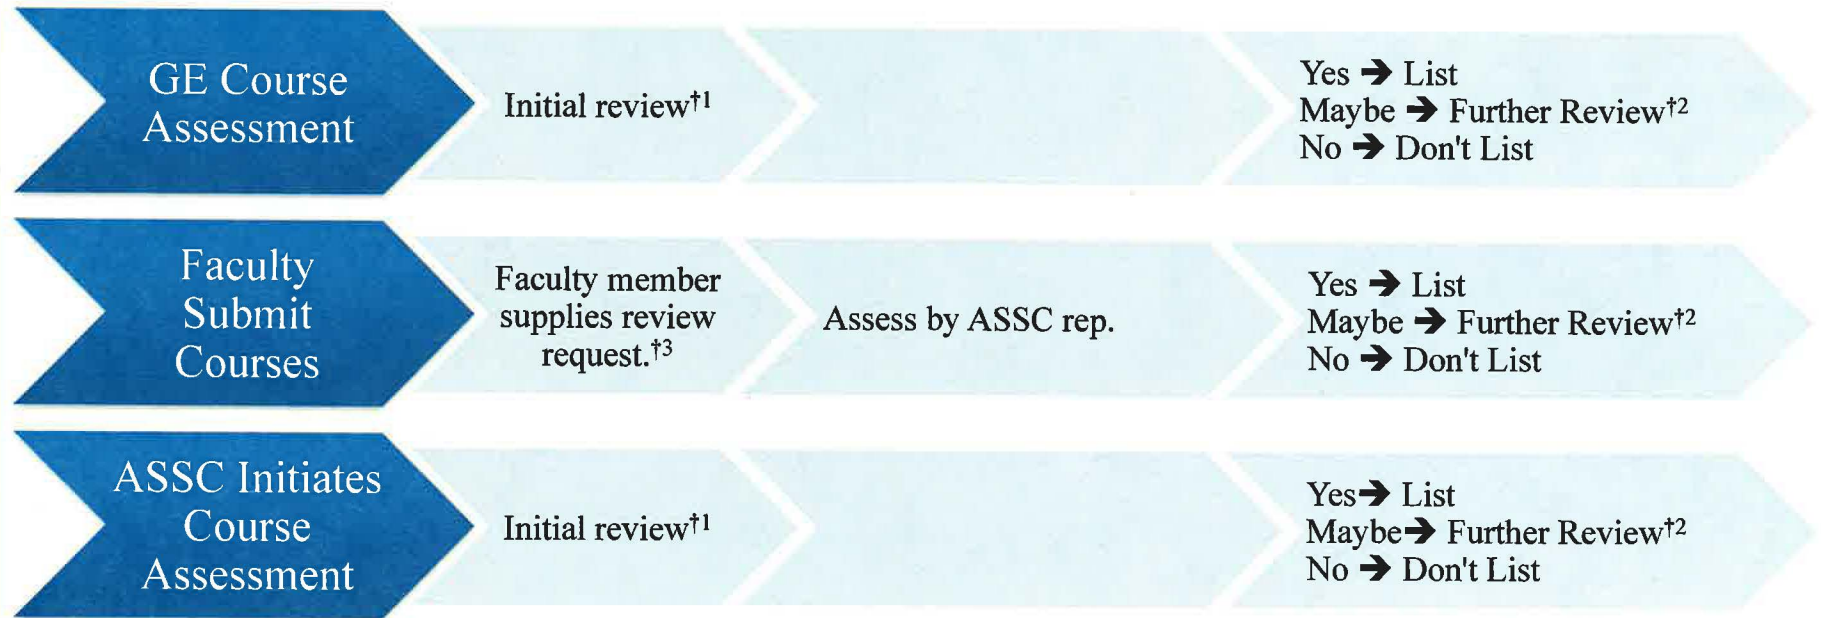 GE Course
Assessment
Initial review†1
Yes ➔ List
Maybe ➔ Further Review†2
No ➔ Don't List
Faculty
Submit
Courses
Faculty member
supplies review
request.†3
Assess by ASSC rep.
Yes ➔ List
Maybe ➔ Further Review†2
No ➔ Don't List
ASSC Initiates
Course
Assessment
Initial review†1
Yes➔ List
Maybe➔ Further Review†2
No ➔ Don't List